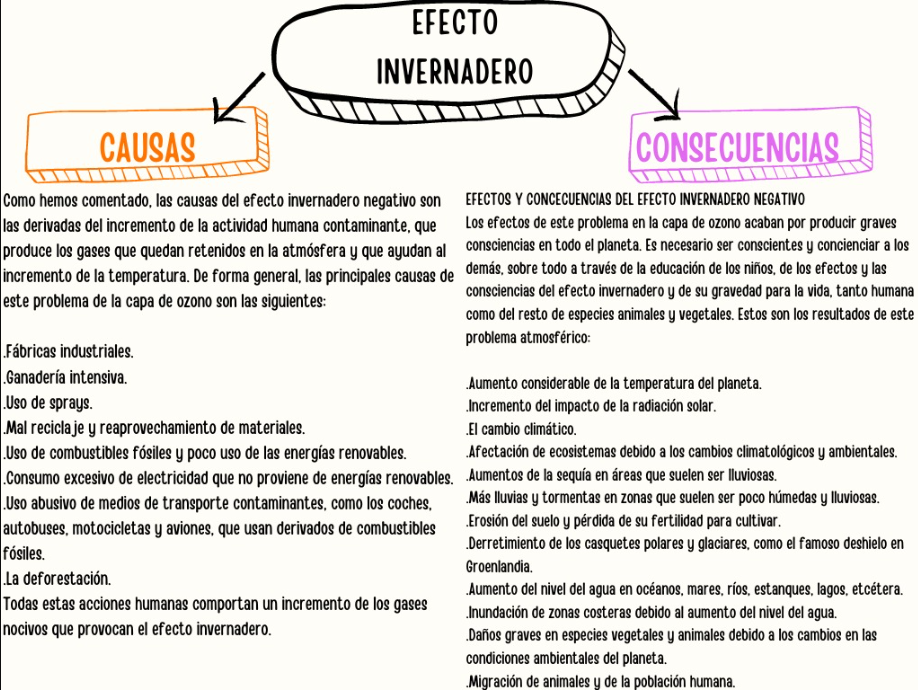 EFECTO
INVERNADERO
CAUSAS
Como hemos comentado, las causas del efecto invernadero negativo son
las derivadas del incremento de la actividad humana contaminante, que
produce los gases que quedan retenidos en la atmósfera y que ayudan al
incremento de la temperatura. De forma general, las principales causas de
este problema de la capa de ozono son las siguientes:
.Fábricas industriales.
.Ganadería intensiva.
.Uso de sprays.
.Mal reciclaje y reaprovechamiento de materiales.
.Uso de combustibles fósiles y poco uso de las energías renovables.
.Consumo excesivo de electricidad que no proviene de energías renovables.
.Uso abusivo de medios de transporte contaminantes, como los coches,
autobuses, motocicletas y aviones, que usan derivados de combustibles
fósiles.
.La deforestación.
Todas estas acciones humanas comportan un incremento de los gases
nocivos que provocan el efecto invernadero.
CONSECUENCIAS
EFECTOS Y CONCECUENCIAS DEL EFECTO INVERNADERO NEGATIVO
Los efectos de este problema en la capa de ozono acaban por producir graves
consciencias en todo el planeta. Es necesario ser conscientes y concienciar a los
demás, sobre todo a través de la educación de los niños, de los efectos y las
consciencias del efecto invernadero y de su gravedad para la vida, tanto humana
como del resto de especies animales y vegetales. Estos son los resultados de este
problema atmosférico:
.Aumento considerable de la temperatura del planeta.
.Incremento del impacto de la radiación solar.
.El cambio climático.
.Afectación de ecosistemas debido a los cambios climatológicos y ambientales.
.Aumentos de la sequía en áreas que suelen ser lluviosas.
.Más lluvias y tormentas en zonas que suelen ser poco húmedas y lluviosas.
.Erosión del suelo y pérdida de su fertilidad para cultivar.
.Derretimiento de los casquetes polares y glaciares, como el famoso deshielo en
Groenlandia.
.Aumento del nivel del agua en océanos, mares, ríos, estanques, lagos, etcétera.
.Inundación de zonas costeras debido al aumento del nivel del agua.
.Daños graves en especies vegetales y animales debido a los cambios en las
condiciones ambientales del planeta.
.Migración de animales y de la población humana.